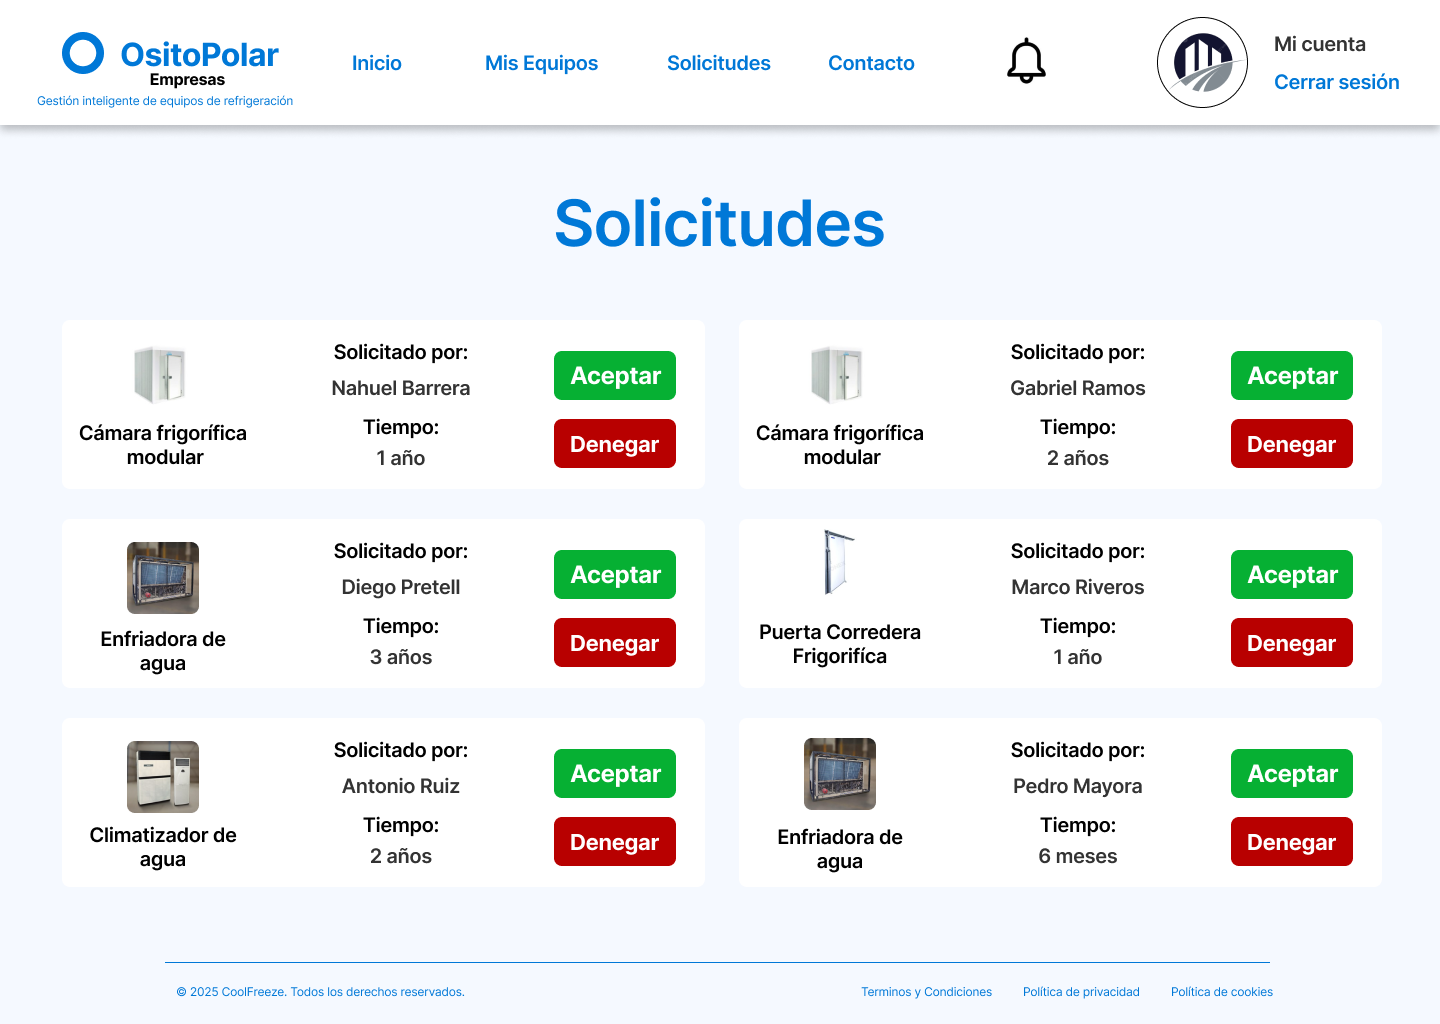 OsitoPolar
Empresas
Gestión inteligente de equipos de refrigeración
Inicio
Mis Equipos
Solicitudes
Contacto
Mi cuenta
Cerrar sesión
Solicitudes
Cámara frigorífica
modular
Solicitado por:
Nahuel Barrera
Tiempo:
1 año
Aceptar
Denegar
Cámara frigorífica
modular
Solicitado por:
Gabriel Ramos
Tiempo:
2 años
Aceptar
Denegar
Enfriadora de
agua
Solicitado por:
Diego Pretell
Tiempo:
3 años
Aceptar
Denegar
Puerta Corredera
Frigorifíca
Solicitado por:
Marco Riveros
Tiempo:
1 año
Aceptar
Denegar
Climatizador de
agua
Solicitado por:
Antonio Ruiz
Tiempo:
2 años
Aceptar
Denegar
Enfriadora de
agua
Solicitado por:
Pedro Mayora
Tiempo:
6 meses
Aceptar
Denegar
© 2025 CoolFreeze. Todos los derechos reservados.
Terminos y Condiciones
Política de privacidad
Política de cookies